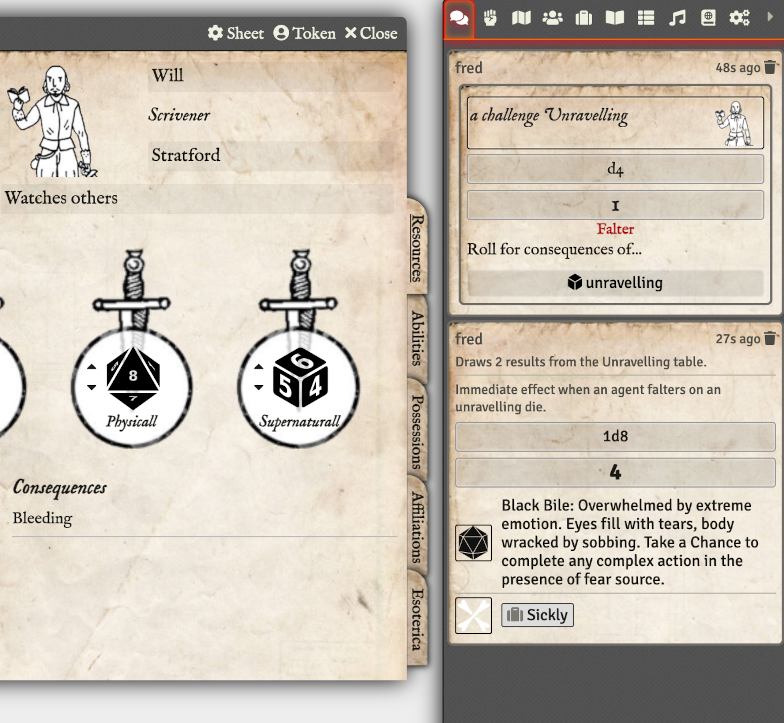 Sheet Token Close
Will
Scrivener
Stratford
Watches others
8
7
Physicall
6
5 4
Supernaturall
Consequences
Bleeding
Resources
Abilities
Possessions
Affiliations
Esoterica
fred 48s ago
a challenge Unravelling
d4
1
Falter
Roll for consequences of...
unravelling
fred 27s ago
Draws 2 results from the Unravelling table.
Immediate effect when an agent falters on an
unravelling die.
1d8
4
Black Bile: Overwhelmed by extreme
emotion. Eyes fill with tears, body
wracked by sobbing. Take a Chance to
complete any complex action in the
presence of fear source.
Sickly